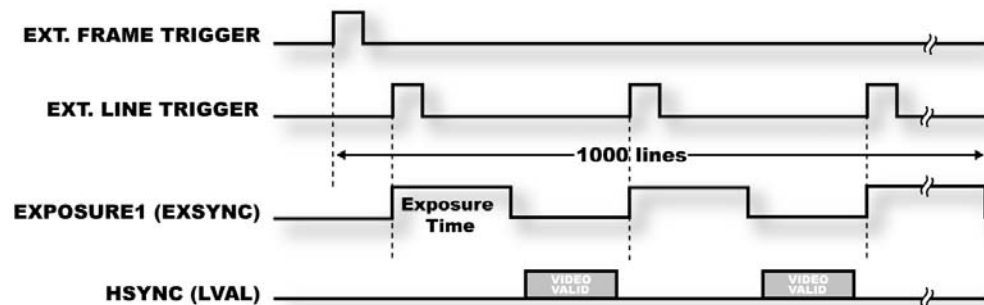 EXT. FRAME TRIGGER
EXT. LINE TRIGGER
1000 lines
EXPOSURE1 (EXSYNC)
Exposure
Time
HSYNC (LVAL)
VIDEO
VALID
VIDEO
VALID